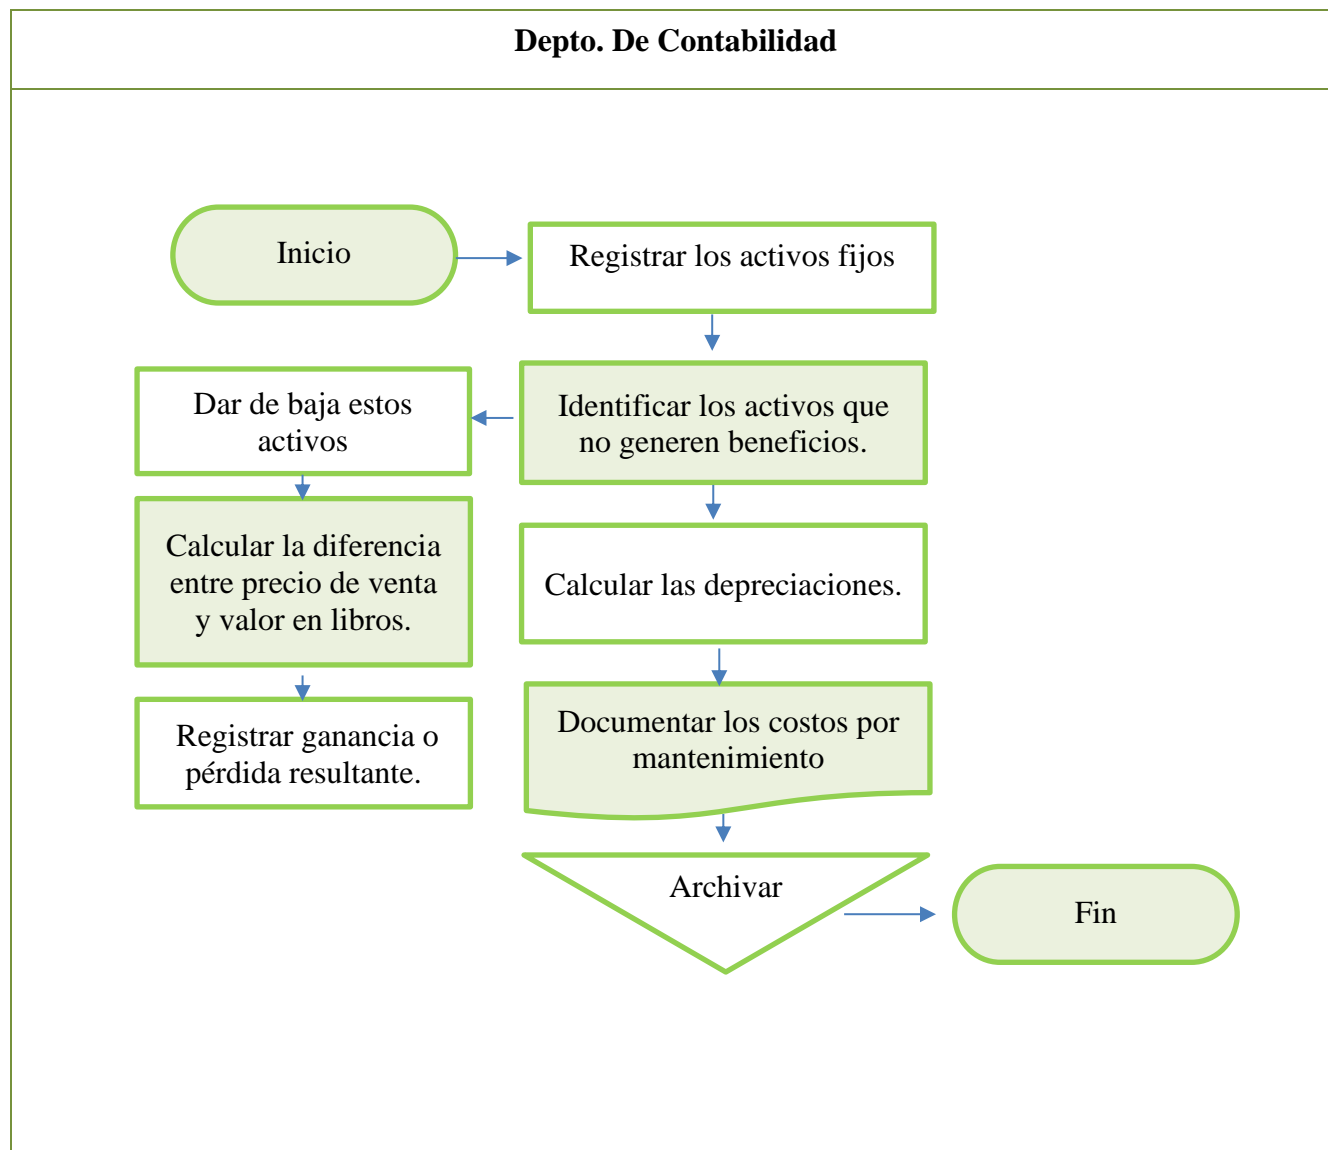 Depto. De Contabilidad
Inicio
Registrar los activos fijos
Identificar los activos que
no generen beneficios.
Dar de baja estos
activos
Calcular la diferencia
entre precio de venta
y valor en libros.
Registrar ganancia o
pérdida resultante.
Calcular las depreciaciones.
Documentar los costos por
mantenimiento
Archivar
Fin